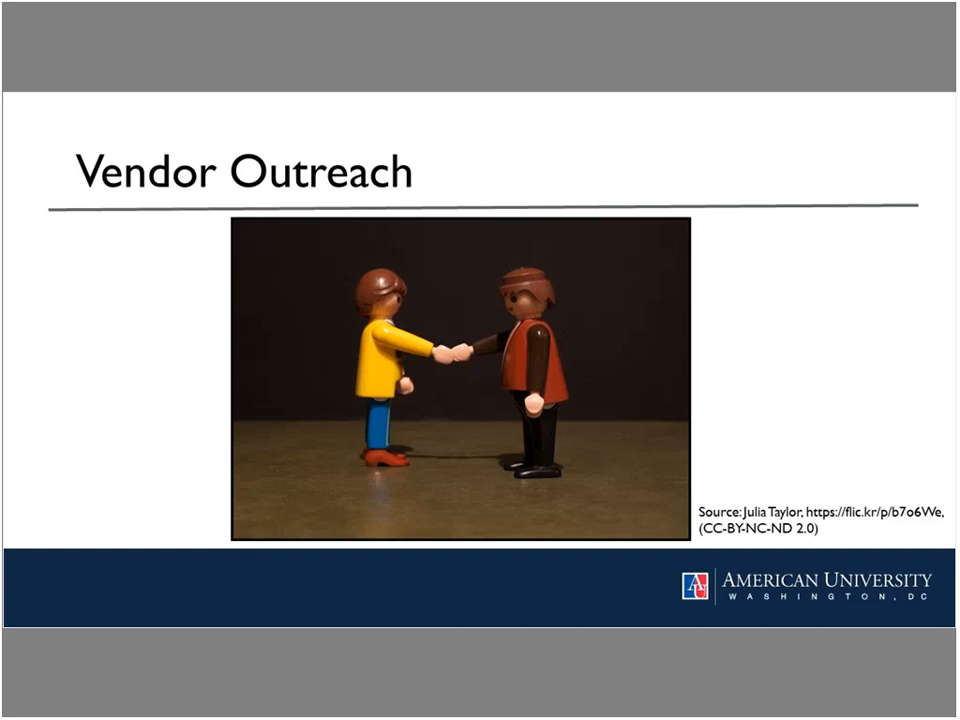 Vendor Outreach
Source: Julia Taylor, https://flic.kr/p/b7o6We,
(CC-BY-NC-ND 2.0)
AU
AMERICAN UNIVERSITY
WASHINGTON, DC